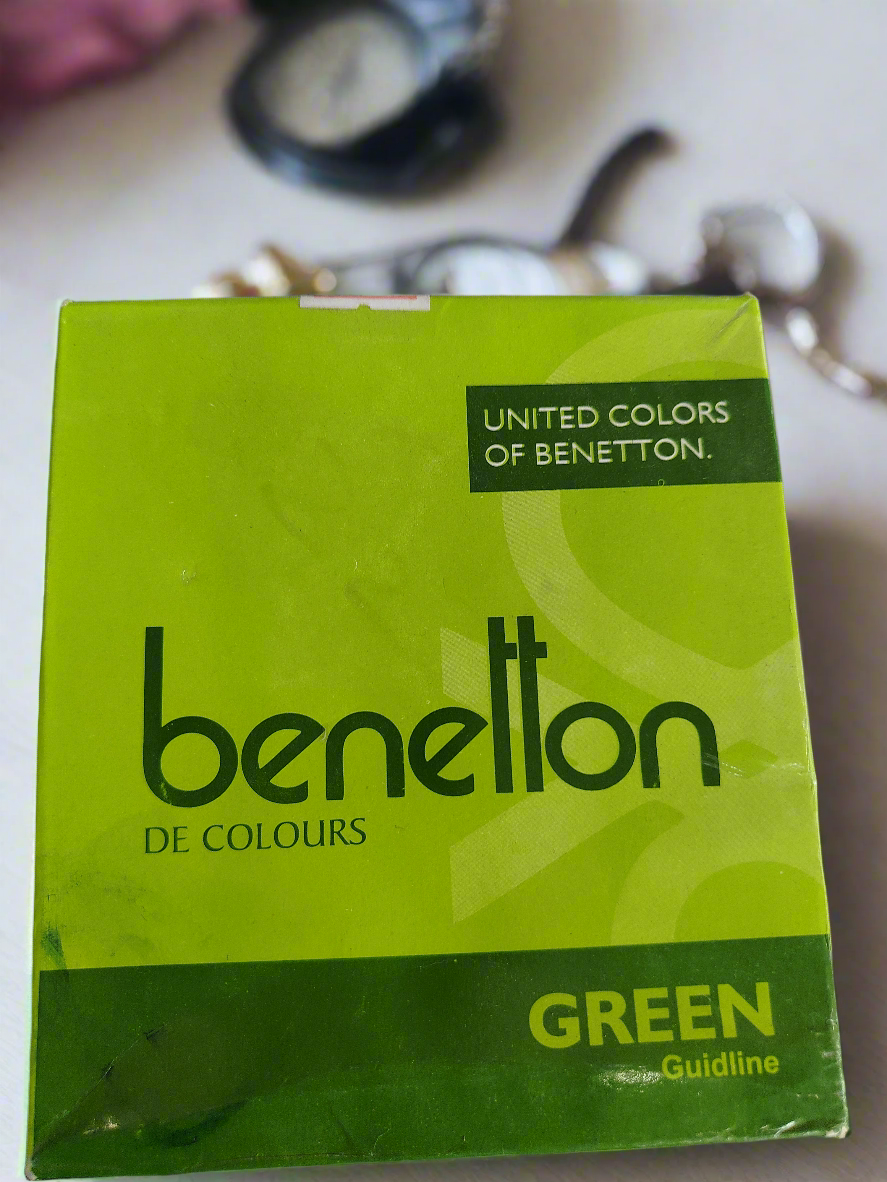 UNITED COLORS
OF BENETTON.
benetton
DE COLOURS
GREEN
Guidline